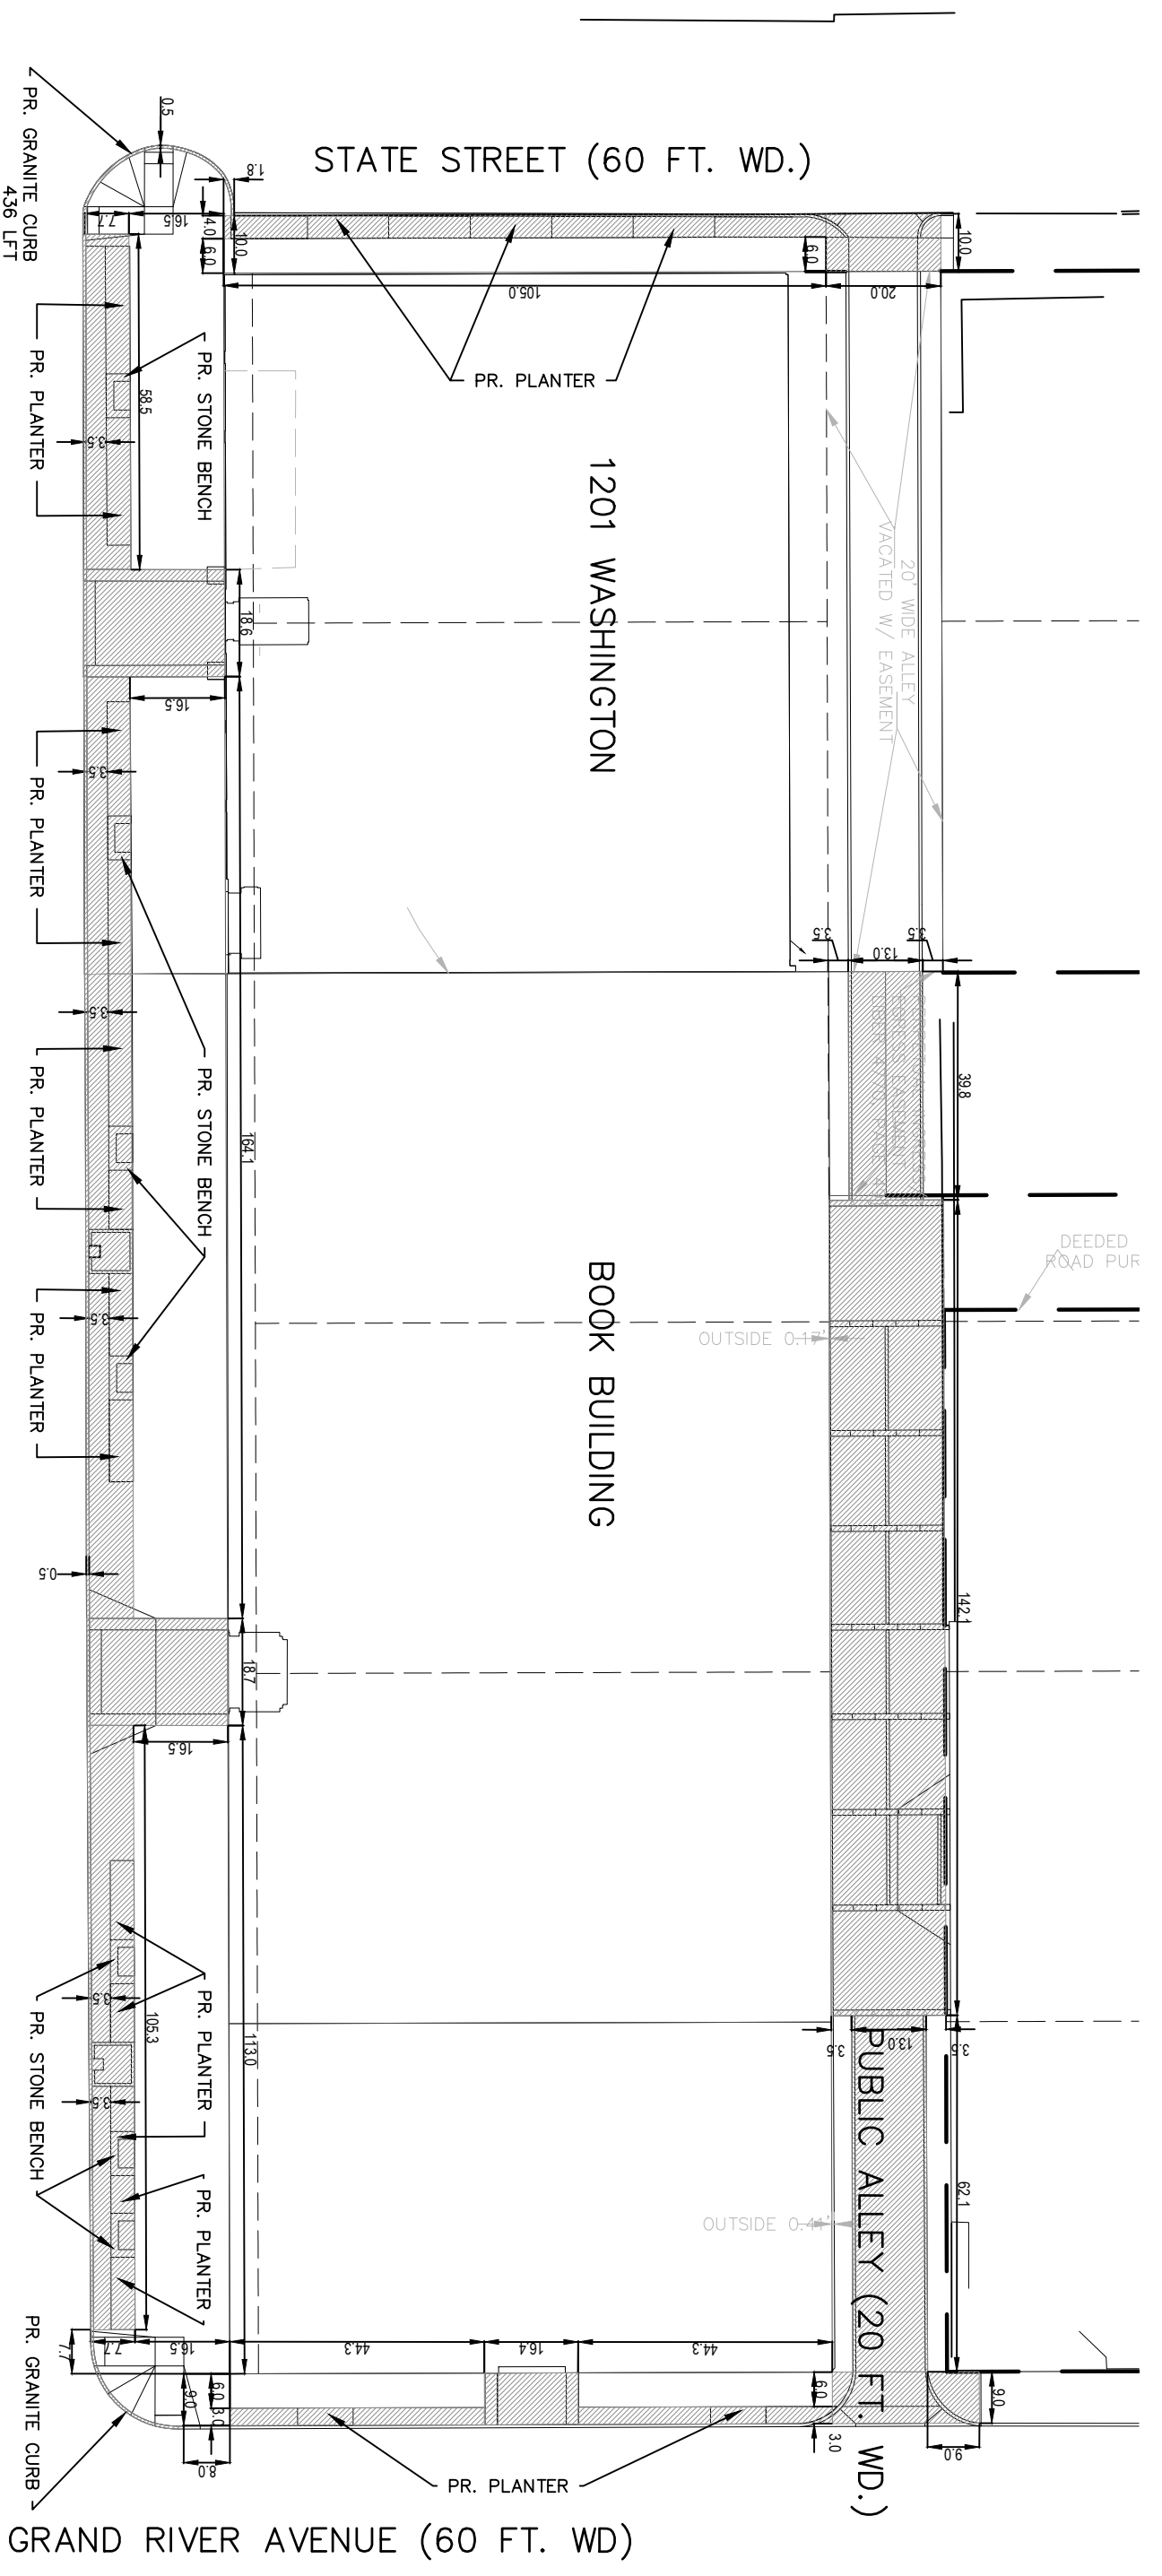 STATE STREET (60 FT. WD.)
0.5
PR. GRANITE CURB
436 LFT
1.8
7.7
16.5
4.0
6.0
10.0
6.0
10.0
105.0
20.0
PR. PLANTER
PR. PLANTER
PR. STONE BENCH
58.5
3.5
1201 WASHINGTON
20' WIDE ALLEY
VACATED W/ EASEMENT
18.6
16.5
3.5
PR. PLANTER
3.5
13.0
3.5
3.5
39.8
PR. PLANTER
PR. STONE BENCH
164.1
EASEMENT
DEEDED
ROAD PUR
3.5
PR. PLANTER
BOOK BUILDING
OUTSIDE 0.17'
0.5
142.1
18.7
16.5
3.5
105.3
113.0
PR. PLANTER
PR. STONE BENCH
3.5
PR. PLANTER
3.5
13.0
3.5
PUBLIC ALLEY (20 FT. WD.)
62.1
OUTSIDE 0.41'
7.7
7.7
16.5
44.3
16.4
44.3
9.0
6.0
3.0
8.0
6.0
3.0
9.0
9.0
PR. GRANITE CURB
PR. PLANTER
GRAND RIVER AVENUE (60 FT. WD)